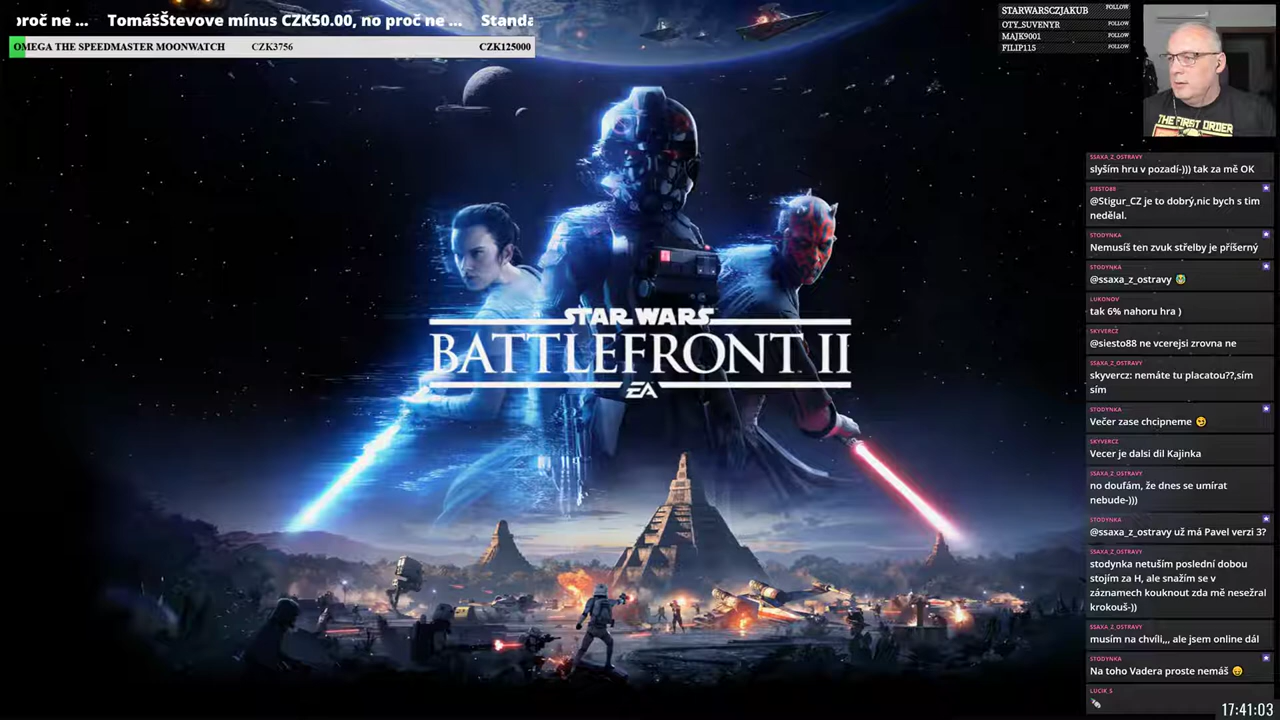 ɔroč ne ... TomášŠtevove mínus CZK50.00, no proč ne ... Standa
OMEGA THE SPEEDMASTER MOONWATCH CZK3756 CZK125000
STARWARSCZJAKUB FOLLOW
OTY_SUVENYR FOLLOW
MAJK9001 FOLLOW
FILIP115 FOLLOW
THE FIRST ORDER
STAR WARS
BATTLEFRONT II
EA
SSAXA_Z_OSTRAVY
slyším hru v pozadí-))) tak za mě OK
SIESTO88
@Stigur_CZ je to dobrý,nic bych s tim
nedělal.
STODYNKA
Nemusíš ten zvuk střelby je příšerný
STODYNKA
@ssaxa_z_ostravy
LUKONOV
tak 6% nahoru hra )
SKYVERCZ
@siesto88 ne vcerejsi zrovna ne
SSAXA_Z_OSTRAVY
skyvercz: nemáte tu placatou??,sím
sím
STODYNKA
Večer zase chcipneme
SKYVERCZ
Vecer je dalsi dil Kajinka
SSAXA_Z_OSTRAVY
no doufám, že dnes se umírat
nebude-)))
STODYNKA
@ssaxa_z_ostravy už má Pavel verzi 3?
SSAXA_Z_OSTRAVY
stodynka netuším poslední dobou
stojím za H, ale snažím se v
záznamech kouknout zda mě nesežral
krokouš-))
SSAXA_Z_OSTRAVY
musím na chvíli,,, ale jsem online dál
STODYNKA
Na toho Vadera proste nemáš
LUCIK_S
17:41:03